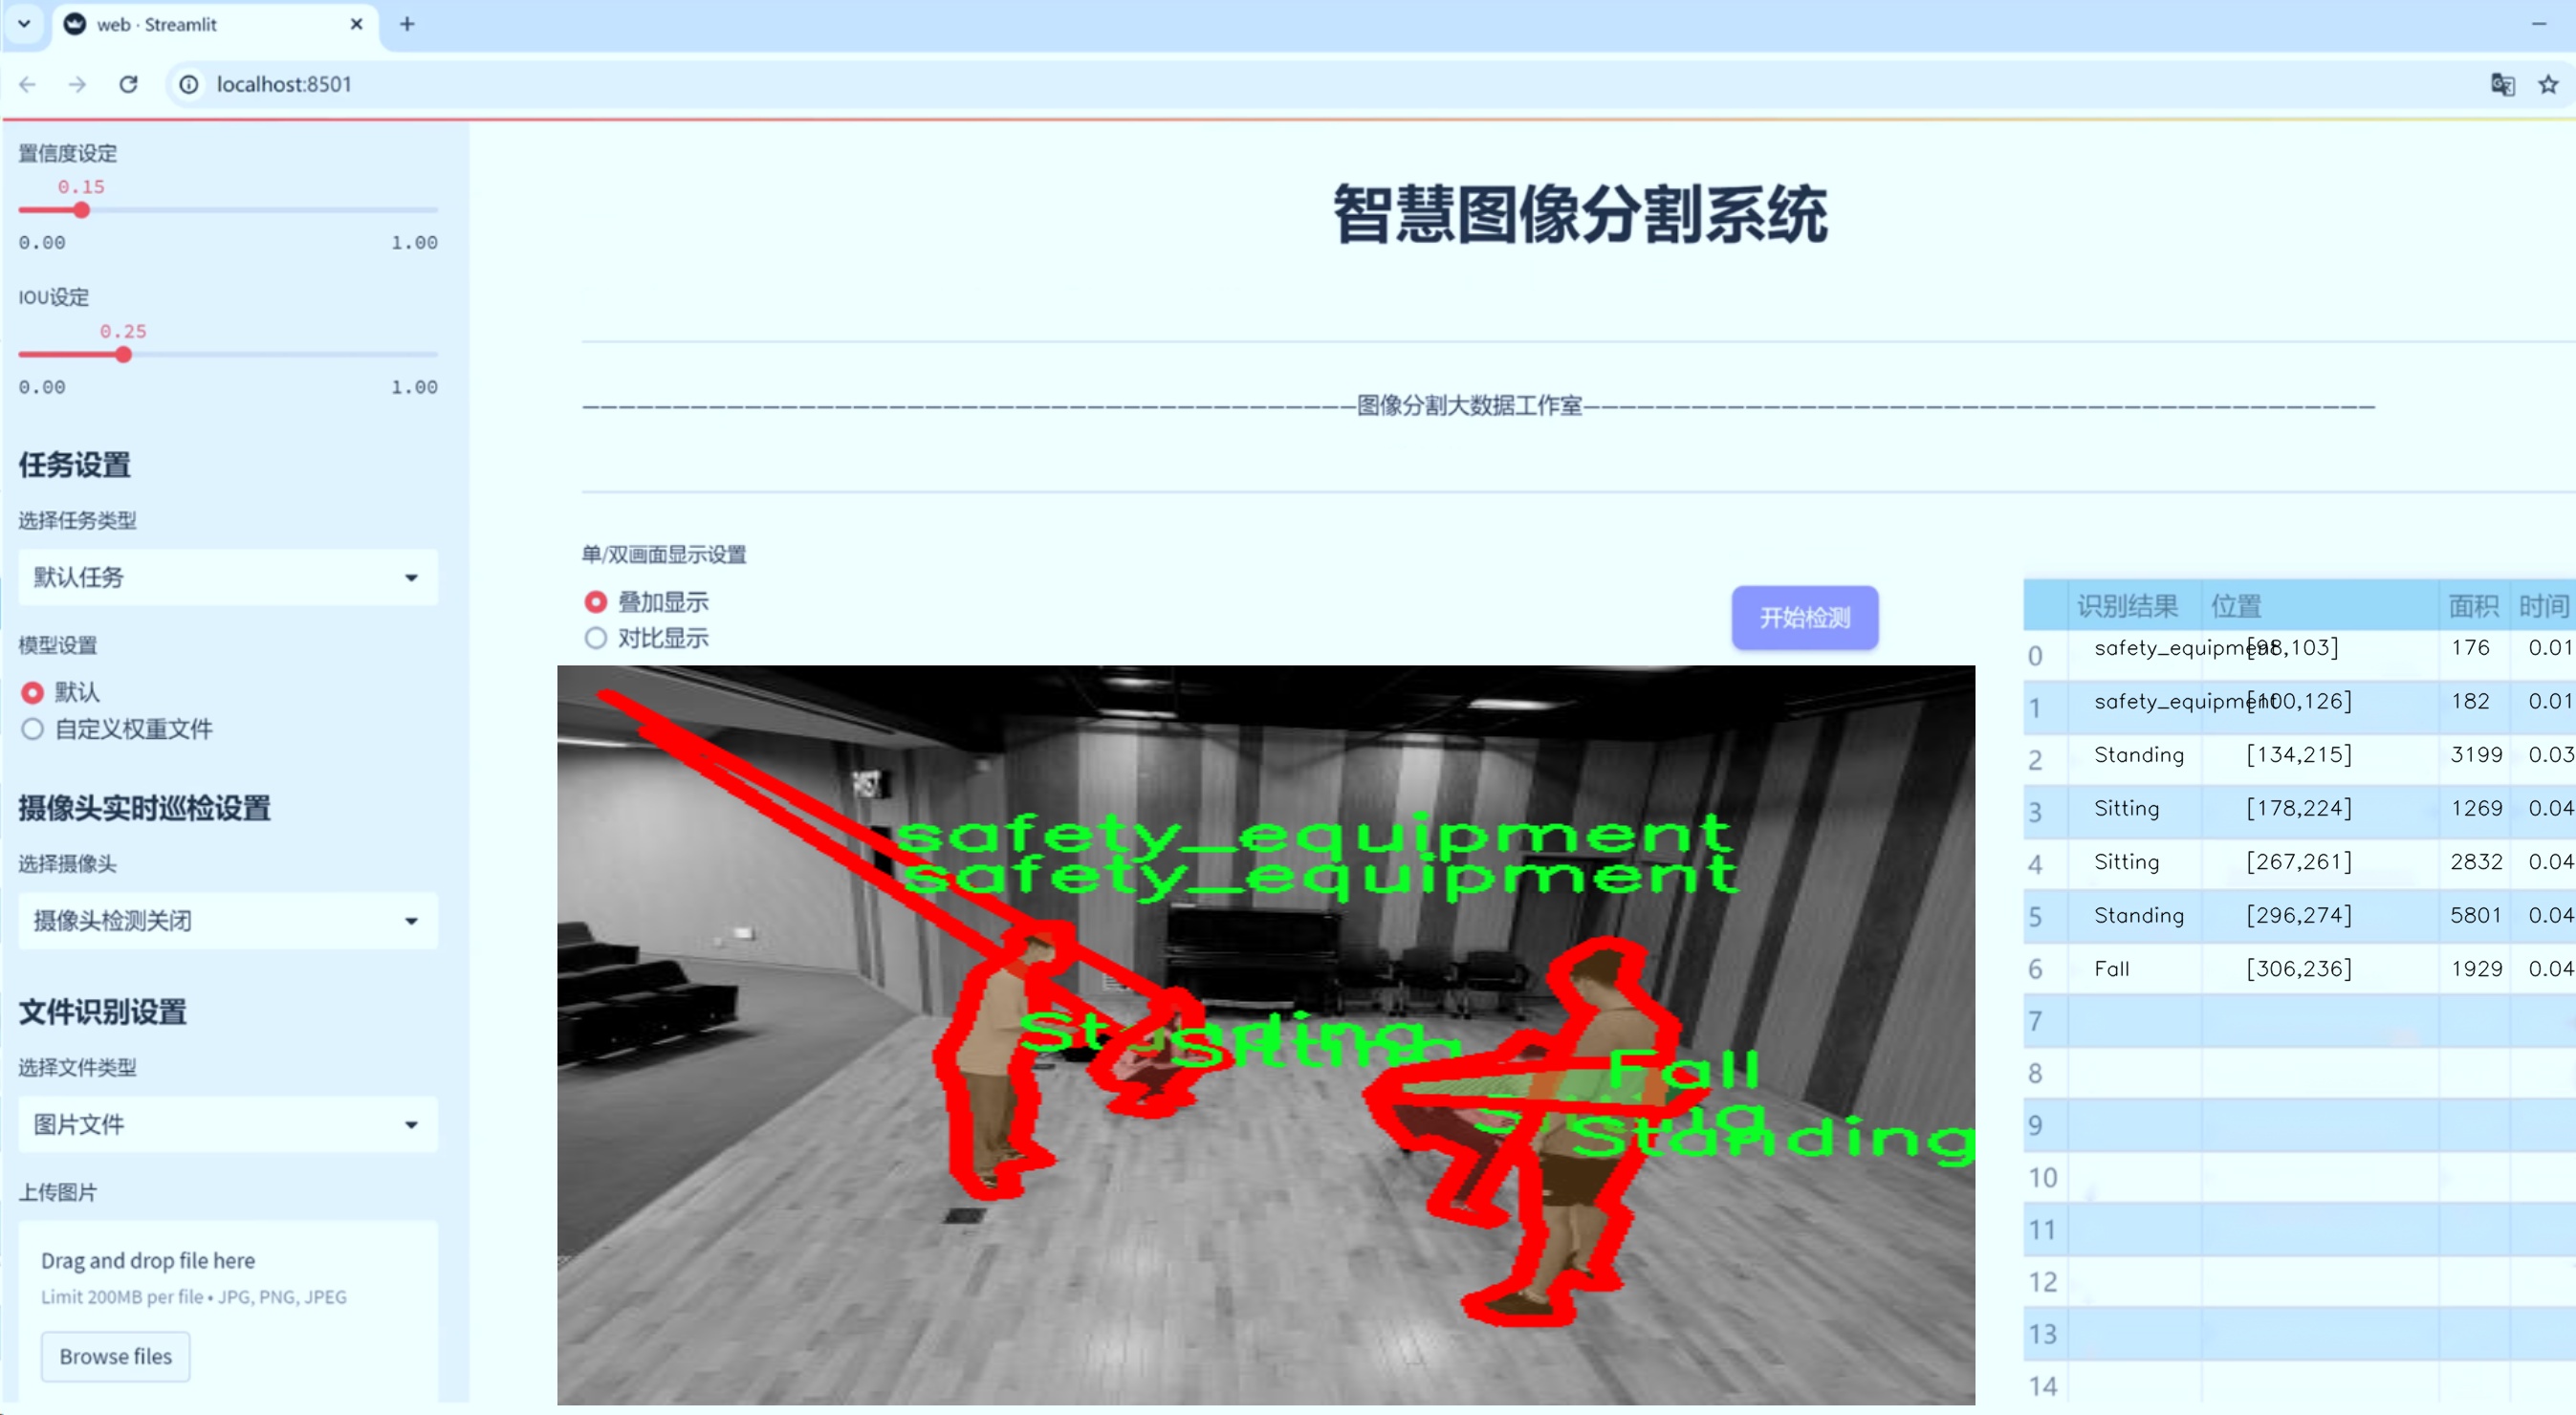 web · Streamlit
localhost:8501
置信度设定
0.15
0.00 1.00
IOU设定
0.25
0.00 1.00
任务设置
选择任务类型
默认任务
模型设置
默认
自定义权重文件
摄像头实时巡检设置
选择摄像头
摄像头检测关闭
文件识别设置
选择文件类型
图片文件
上传图片
Drag and drop file here
Limit 200MB per file • JPG, PNG, JPEG
Browse files
智慧图像分割系统
图像分割大数据工作室
单/双画面显示设置
叠加显示
对比显示
开始检测
safety_equipment
safety_equipment
Standing
Sitting
Fall
Sitting
Standing
识别结果 位置 面积 时间
0 safety_equipment [98,103] 176 0.01
1 safety_equipment [100,126] 182 0.01
2 Standing [134,215] 3199 0.03
3 Sitting [178,224] 1269 0.04
4 Sitting [267,261] 2832 0.04
5 Standing [296,274] 5801 0.04
6 Fall [306,236] 1929 0.04
7
8
9
10
11
12
13
14